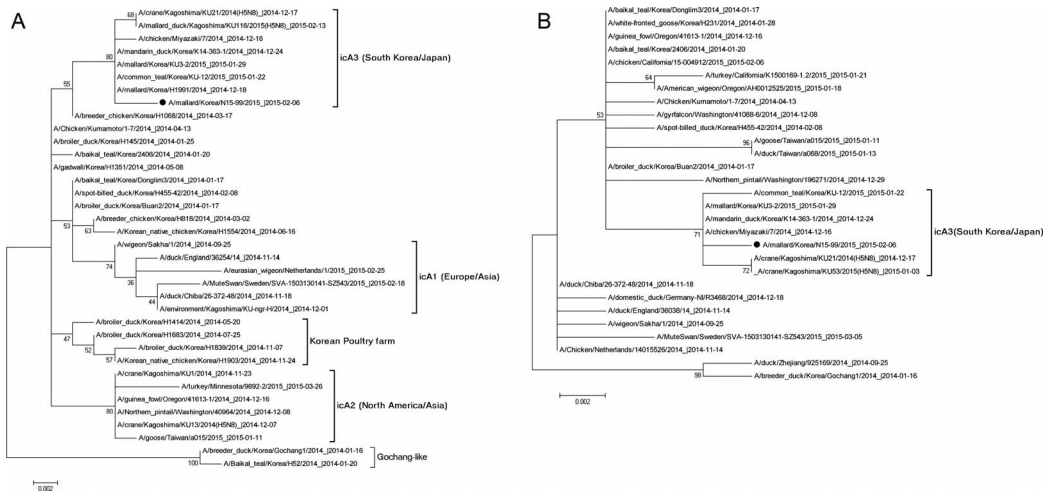 A
68
A/crane/Kagoshima/KU21/2014(H5N8)_|2014-12-17
A/mallard_duck/Kagoshima/KU116/2015(H5N8)_|2015-02-13
A/chicken/Miyazaki/7/2014_|2014-12-16
80
A/mandarin_duck/Korea/K14-363-1/2014_|2014-12-24
icA3 (South Korea/Japan)
A/mallard/Korea/KU3-2/2015_|2015-01-29
A/common_teal/Korea/KU-12/2015_|2015-01-22
55
A/mallard/Korea/H1991/2014_|2014-12-18
A/mallard/Korea/N15-99/2015_|2015-02-06
A/breeder_chicken/Korea/H1068/2014_|2014-03-17
A/Chicken/Kumamoto/1-7/2014_|2014-04-13
A/broiler_duck/Korea/H145/2014_|2014-01-25
A/baikal_teal/Korea/2406/2014_|2014-01-20
A/gadwall/Korea/H1351/2014_|2014-05-08
A/baikal_teal/Korea/Donglim3/2014_|2014-01-17
A/spot-billed_duck/Korea/H455-42/2014_|2014-02-08
A/broiler_duck/Korea/Buan2/2014_|2014-01-17
53
A/breeder_chicken/Korea/H818/2014_|2014-03-02
63
A/Korean_native_chicken/Korea/H1554/2014_|2014-06-16
A/wigeon/Sakha/1/2014_|2014-09-25
74
A/duck/England/36254/14_|2014-11-14
A/eurasian_wigeon/Netherlands/1/2015_|2015-02-25
icA1 (Europe/Asia)
36
A/MuteSwan/Sweden/SVA-1503130141-SZ543/2015_|2015-02-18
44
A/duck/Chiba/26-372-48/2014_|2014-11-18
A/environment/Kagoshima/KU-ngr-H/2014_|2014-12-01
A/broiler_duck/Korea/H1414/2014_|2014-05-20
47
A/broiler_duck/Korea/H1683/2014_|2014-07-25
Korean Poultry farm
52
A/broiler_duck/Korea/H1839/2014_|2014-11-07
57
A/Korean_native_chicken/Korea/H1903/2014_|2014-11-24
A/crane/Kagoshima/KU1/2014_|2014-11-23
A/turkey/Minnesota/9892-2/2015_|2015-03-26
A/guinea_fowl/Oregon/41613-1/2014_|2014-12-16
icA2 (North America/Asia)
80
A/Northern_pintail/Washington/40964/2014_|2014-12-08
A/crane/Kagoshima/KU13/2014(H5N8)_|2014-12-07
A/goose/Taiwan/a015/2015_|2015-01-11
A/breeder_duck/Korea/Gochang1/2014_|2014-01-16
Gochang-like
100
A/Baikal_teal/Korea/H52/2014_|2014-01-20
0.002
B
A/baikal_teal/Korea/Donglim3/2014_|2014-01-17
A/white-fronted_goose/Korea/H231/2014_|2014-01-28
A/guinea_fowl/Oregon/41613-1/2014_|2014-12-16
A/baikal_teal/Korea/2406/2014_|2014-01-20
A/chicken/California/15-004912/2015_|2015-02-06
A/turkey/California/K1500169-1.2/2015_|2015-01-21
64
A/American_wigeon/Oregon/AH0012525/2015_|2015-01-18
A/Chicken/Kumamoto/1-7/2014_|2014-04-13
53
A/gyrfalcon/Washington/41088-6/2014_|2014-12-08
A/spot-billed_duck/Korea/H455-42/2014_|2014-02-08
A/goose/Taiwan/a015/2015_|2015-01-11
96
A/duck/Taiwan/a068/2015_|2015-01-13
A/broiler_duck/Korea/Buan2/2014_|2014-01-17
A/Northern_pintail/Washington/196271/2014_|2014-12-29
A/common_teal/Korea/KU-12/2015_|2015-01-22
A/mallard/Korea/KU3-2/2015_|2015-01-29
A/mandarin_duck/Korea/K14-363-1/2014_|2014-12-24
71
A/chicken/Miyazaki/7/2014_|2014-12-16
icA3(South Korea/Japan)
A/mallard/Korea/N15-99/2015_|2015-02-06
A/crane/Kagoshima/KU21/2014(H5N8)_|2014-12-17
72
A/crane/Kagoshima/KU53/2015(H5N8)_|2015-01-03
A/duck/Chiba/26-372-48/2014_|2014-11-18
A/domestic_duck/Germany-NI/R3468/2014_|2014-12-18
A/duck/England/36038/14_|2014-11-14
A/wigeon/Sakha/1/2014_|2014-09-25
A/MuteSwan/Sweden/SVA-1503130141-SZ543/2015_|2015-03-05
A/Chicken/Netherlands/14015526/2014_|2014-11-14
A/duck/Zhejiang/925169/2014_|2014-09-25
98
A/breeder_duck/Korea/Gochang1/2014_|2014-01-16
0.002